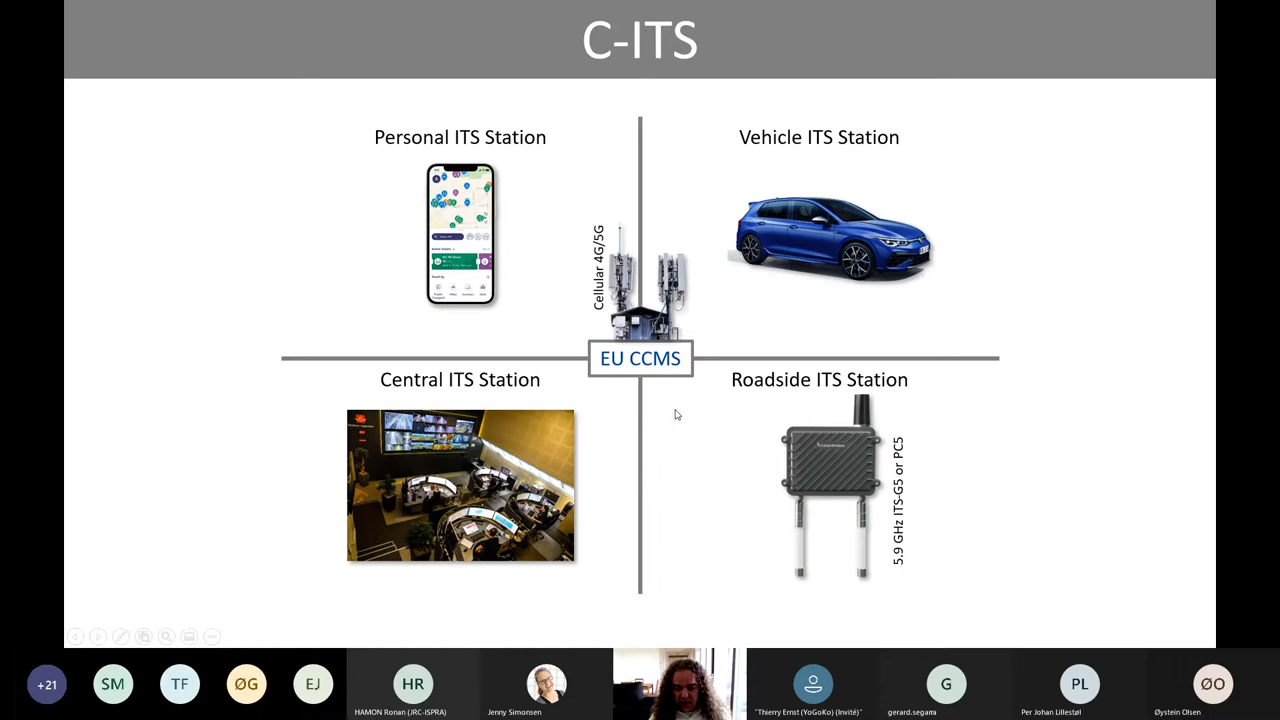 C-ITS
Personal ITS Station
Vehicle ITS Station
Cellular 4G/5G
EU CCMS
Central ITS Station
Roadside ITS Station
5.9 GHz ITS-G5 or PC5
+21
SM
TF
ØG
EJ
HR
HAMON Ronan (JRC-ISPRA)
Jenny Simonsen
"Thierry Ernst (YoGoKo) (Invité)"
G
gerard.segarra
PL
Per Johan Lillestøl
ØO
Øystein Olsen